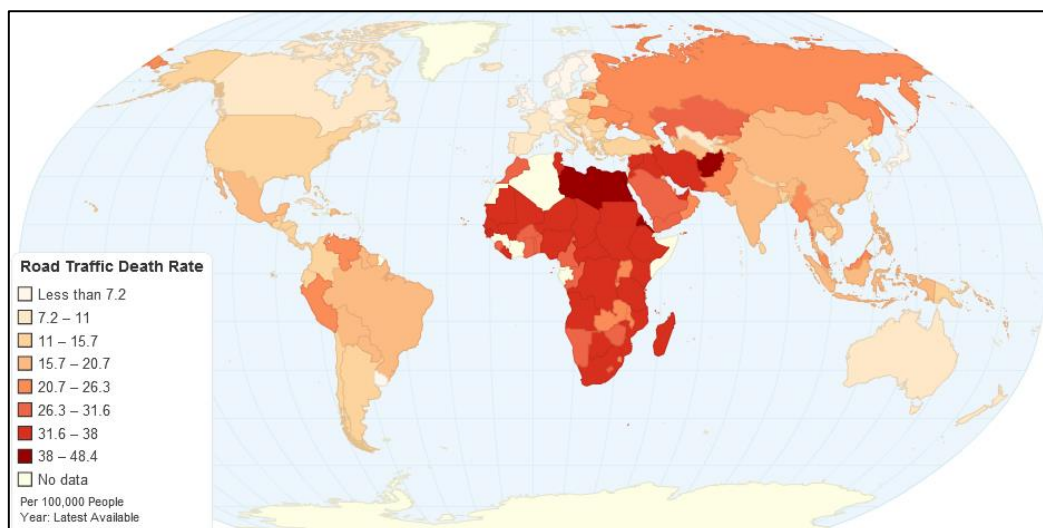 Road Traffic Death Rate
Less than 7.2
7.2 – 11
11 – 15.7
15.7 – 20.7
20.7 – 26.3
26.3 – 31.6
31.6 – 38
38 – 48.4
No data
Per 100,000 People
Year: Latest Available